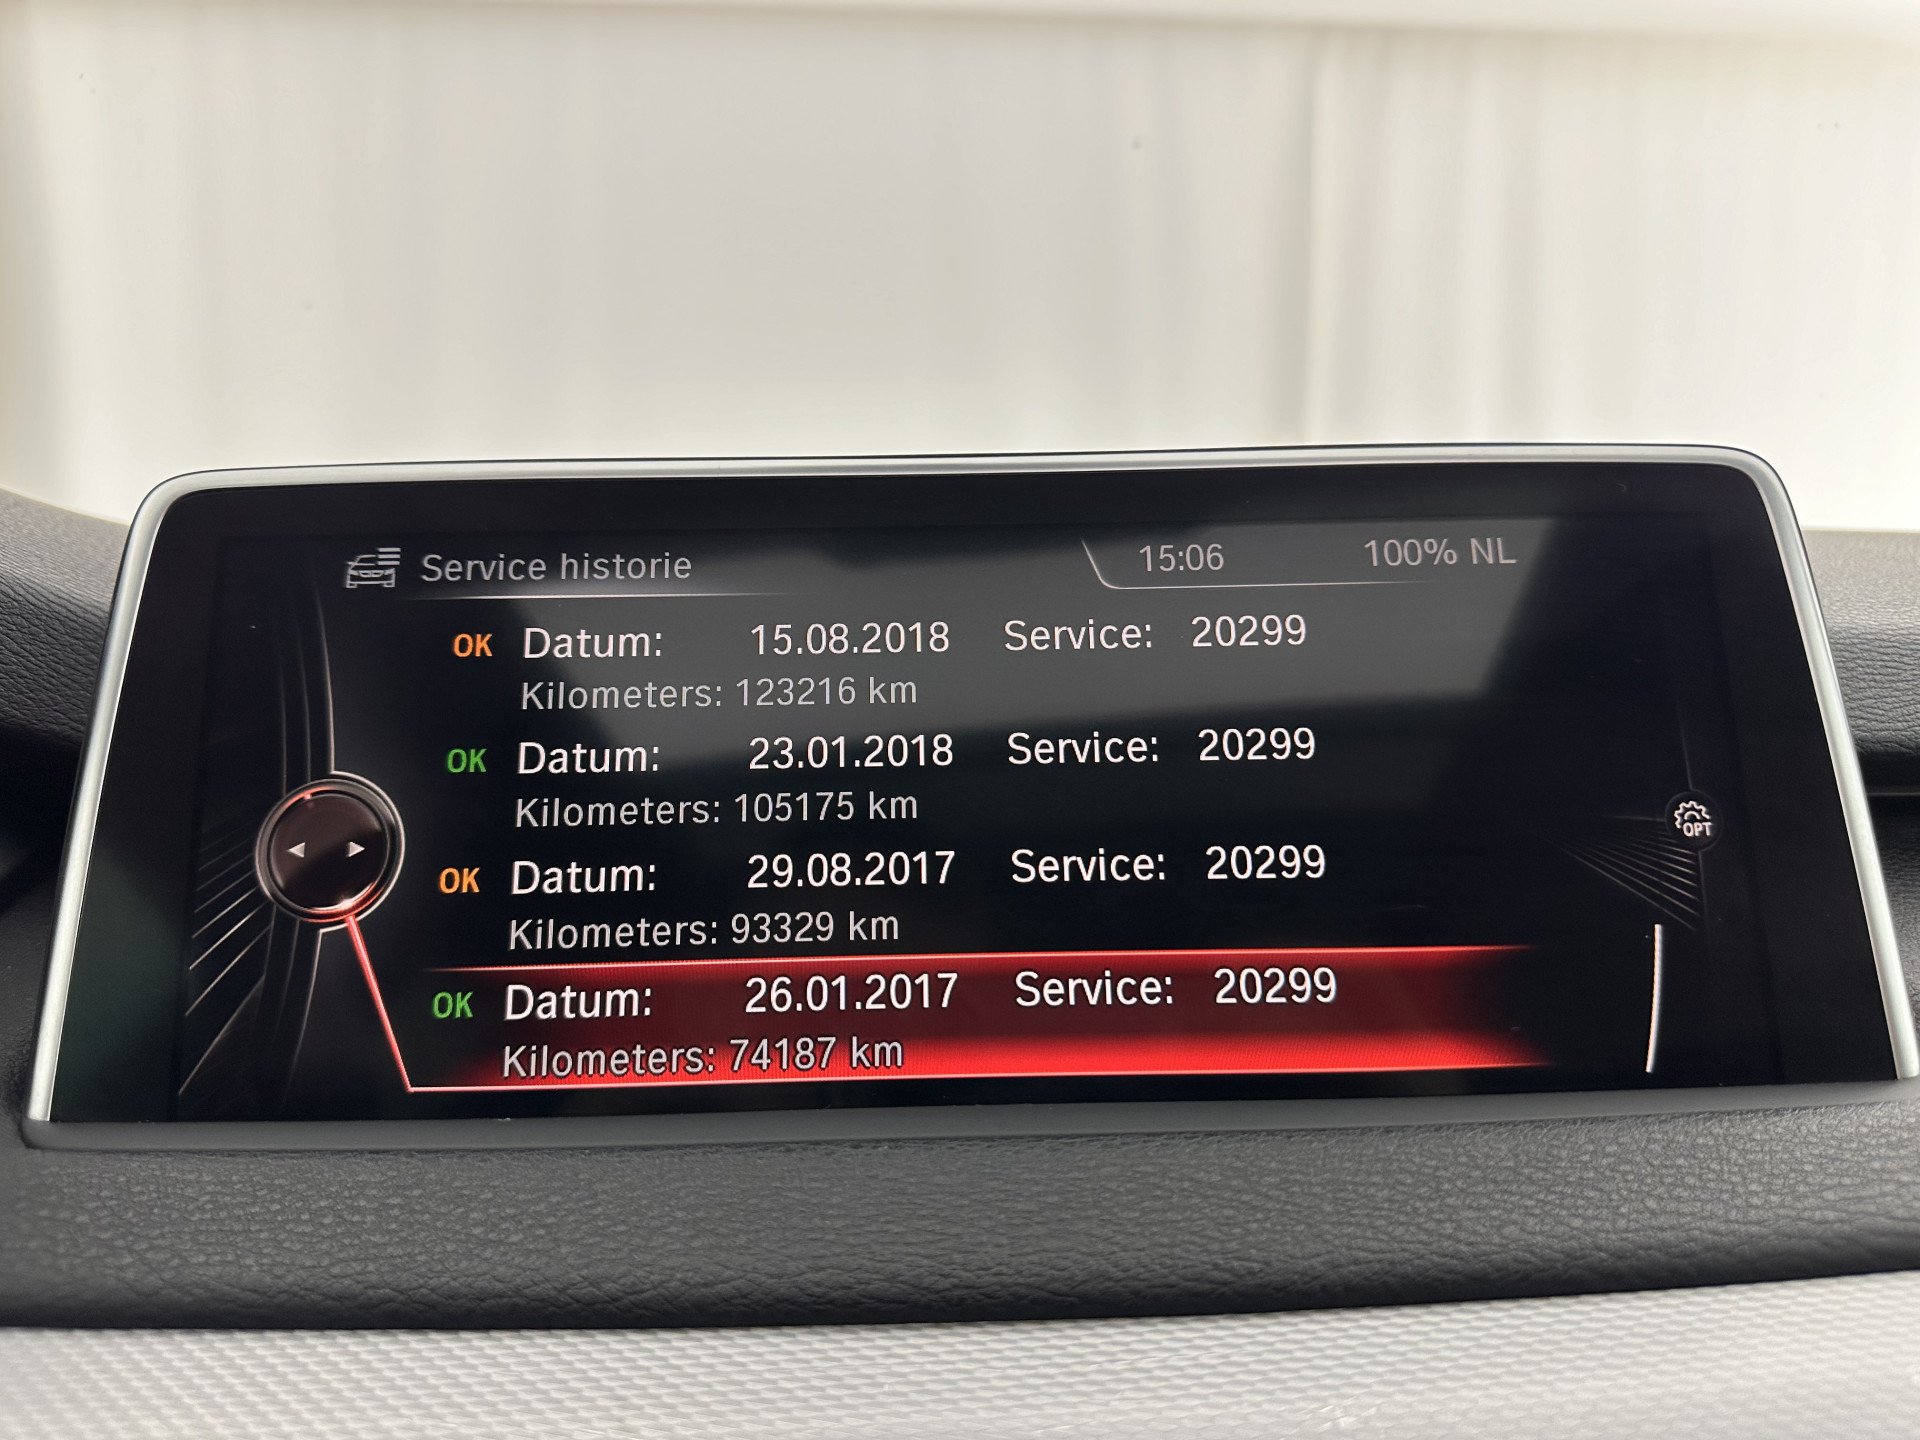 Service historie
15:06 100% NL
OK Datum: 15.08.2018 Service: 20299
Kilometers: 123216 km
OK Datum: 23.01.2018 Service: 20299
Kilometers: 105175 km
OK Datum: 29.08.2017 Service: 20299
Kilometers: 93329 km
OPT
OK Datum: 26.01.2017 Service: 20299
Kilometers: 74187 km